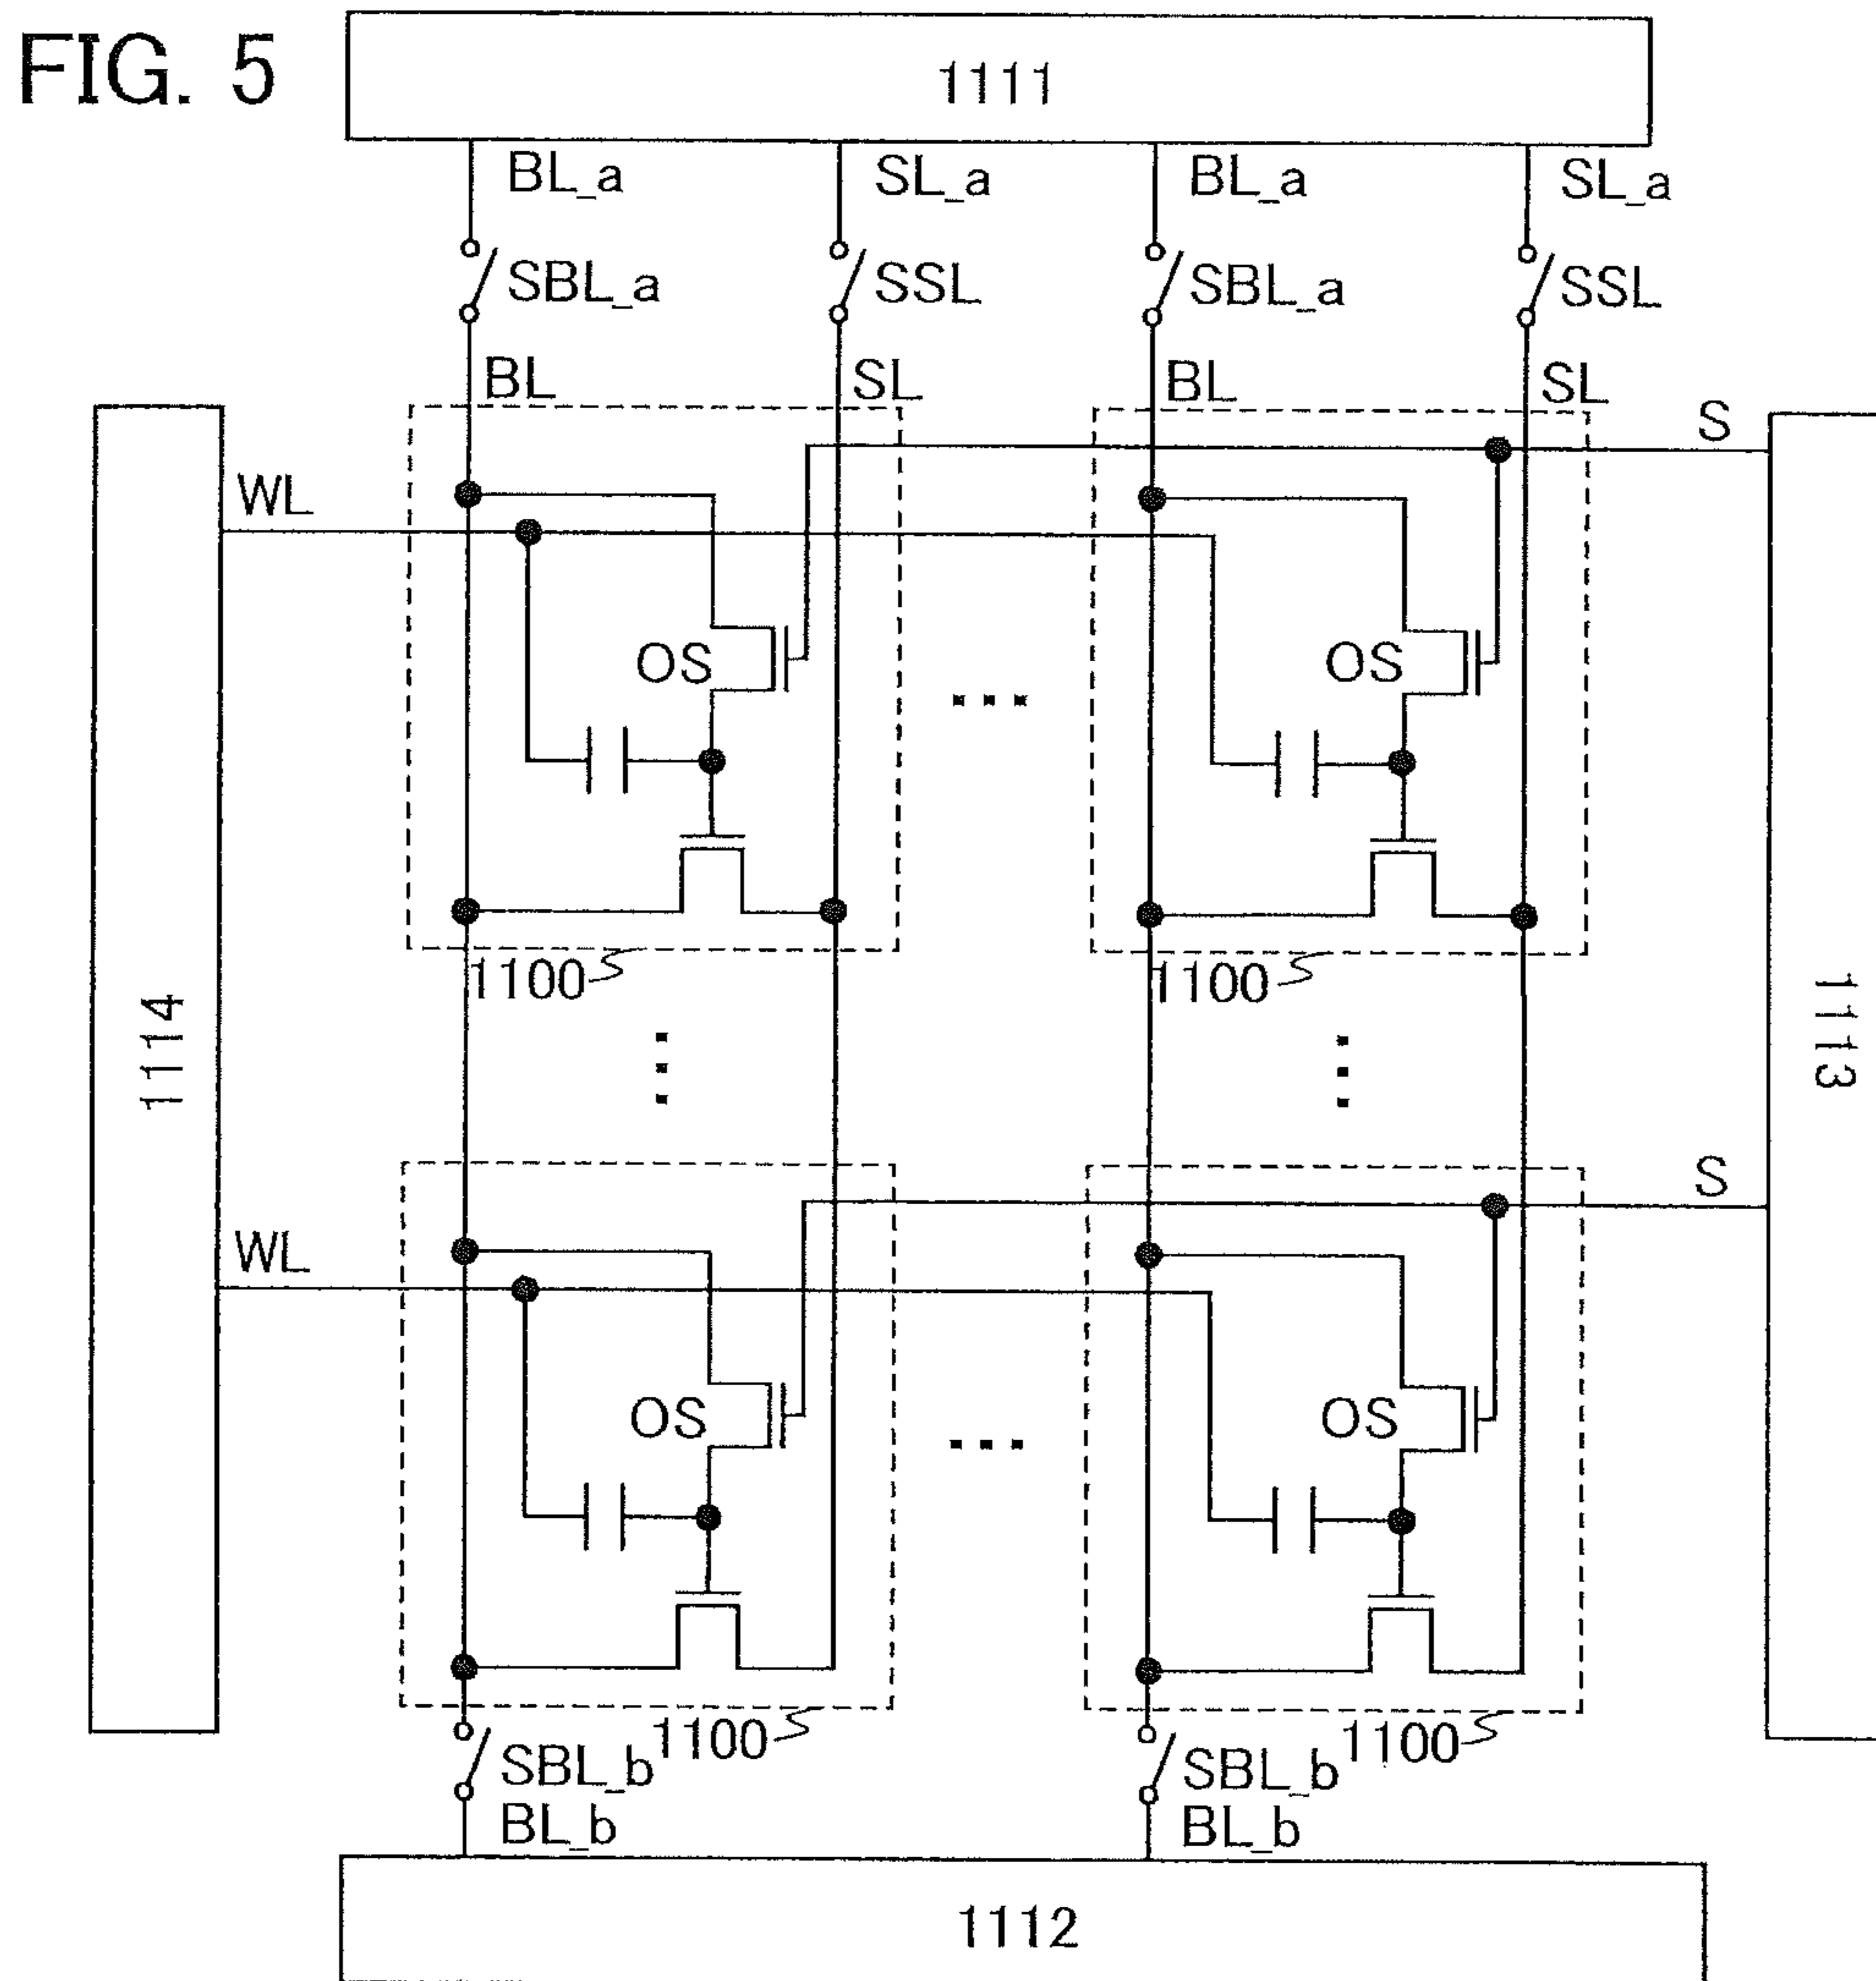 FIG. 5
1111
BL_a SL_a BL_a SL_a
SBL_a SSL SBL_a SSL
BL SL BL SL
S
WL
OS OS
1100 1100
1114 1113
S
WL
OS OS
1100 1100
SBL_b SBL_b
BL_b BL_b
1112